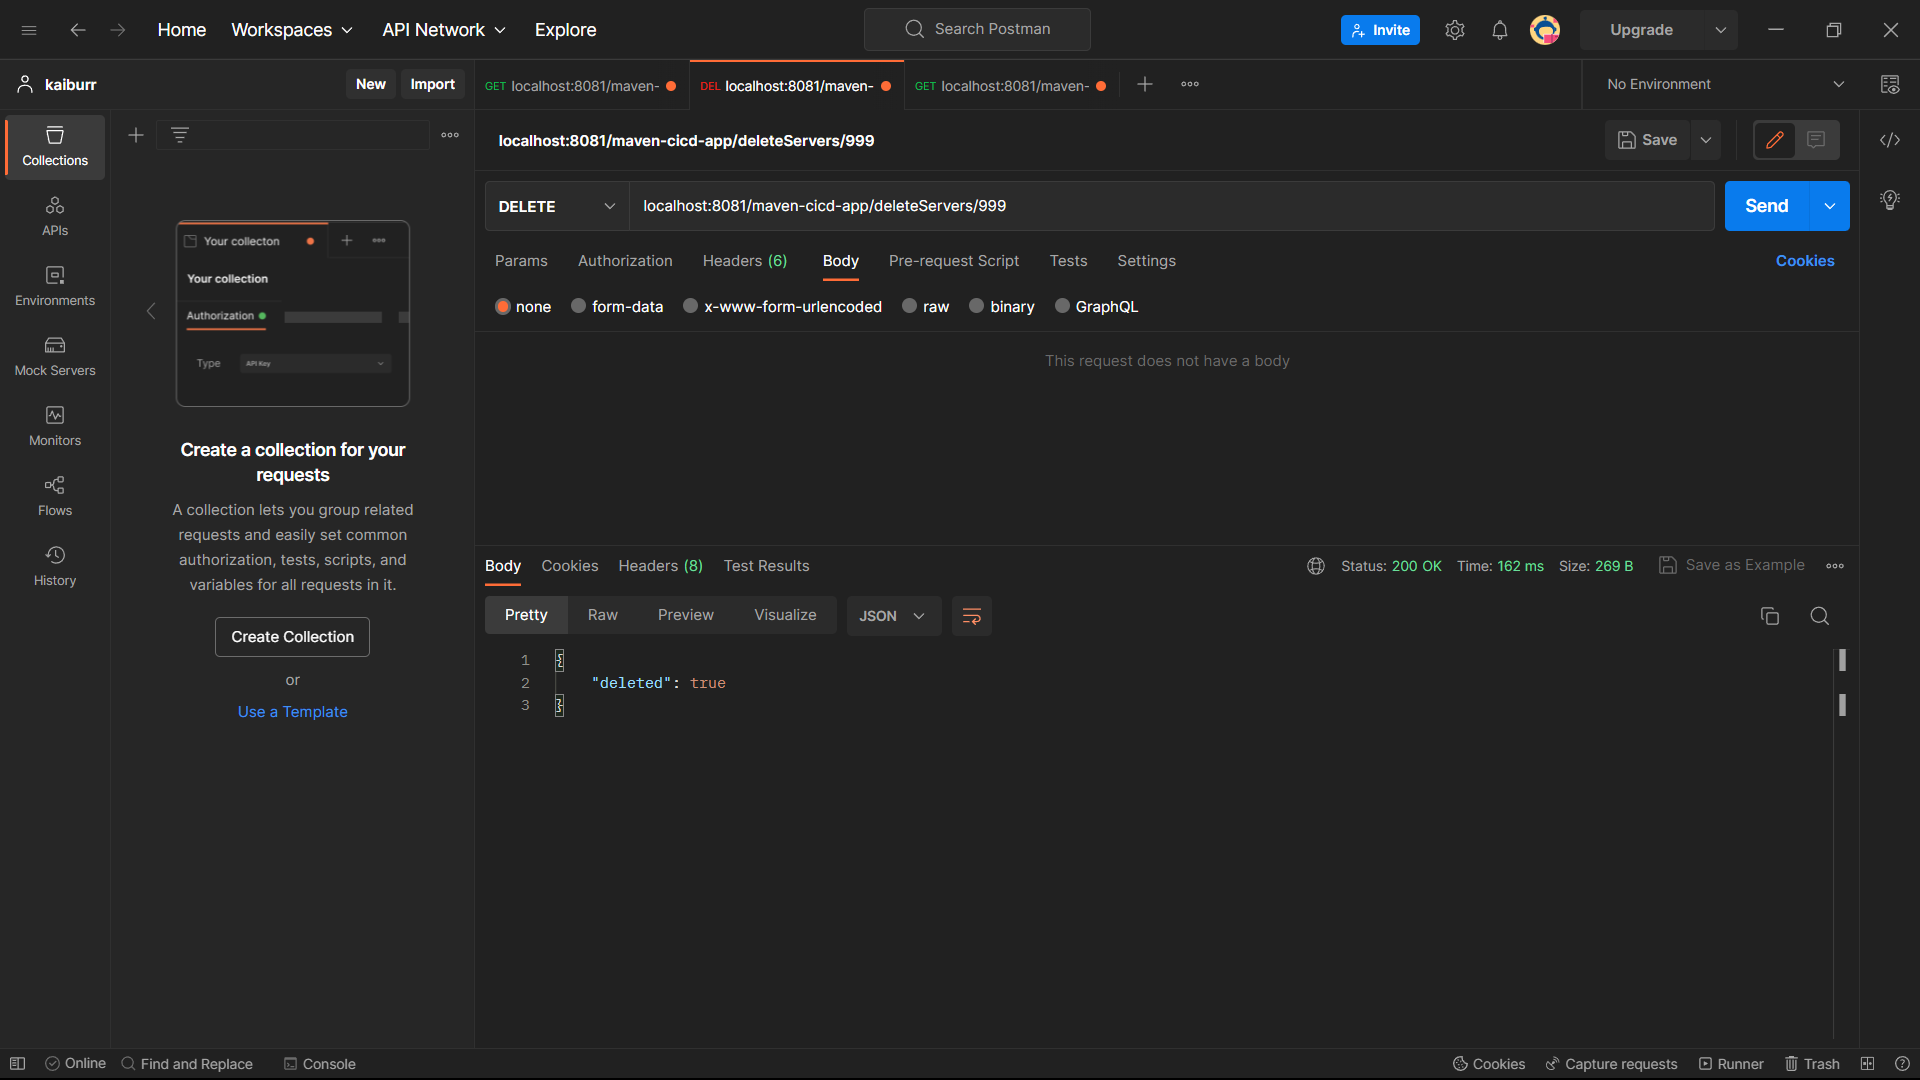 Home Workspaces API Network Explore Search Postman Invite Upgrade
kaiburr New Import GET localhost:8081/maven- DEL localhost:8081/maven- GET localhost:8081/maven- No Environment
Collections
APIs
Environments
Mock Servers
Monitors
Flows
History
Your collecton
Your collection
Authorization
Type API Key
Create a collection for your
requests
A collection lets you group related
requests and easily set common
authorization, tests, scripts, and
variables for all requests in it.
Create Collection
or
Use a Template
localhost:8081/maven-cicd-app/deleteServers/999 Save
DELETE localhost:8081/maven-cicd-app/deleteServers/999 Send
Params Authorization Headers (6) Body Pre-request Script Tests Settings Cookies
none form-data x-www-form-urlencoded raw binary GraphQL
This request does not have a body
Body Cookies Headers (8) Test Results Status: 200 OK Time: 162 ms Size: 269 B Save as Example
Pretty Raw Preview Visualize JSON
1 {
2 "deleted": true
3 }
Online Find and Replace Console Cookies Capture requests Runner Trash